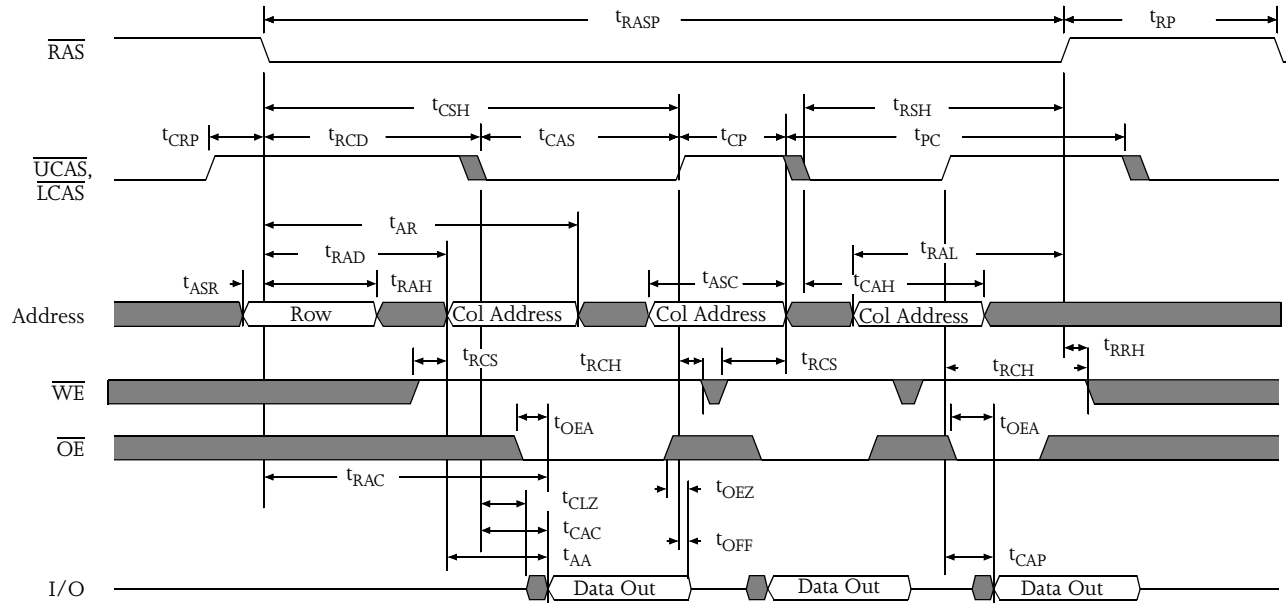 tRASP tRP
RAS
tCSH tRSH
tCRP tRCD tCAS tCP tPC
UCAS,
LCAS
tAR
tRAD tRAL
tASR tRAH tASC tCAH
Address Row Col Address Col Address Col Address
tRRH
tRCS tRCH tRCS tRCH
WE
tOEA tOEA
OE
tRAC
tCLZ tOEZ
tCAC
tOFF
tAA tCAP
I/O Data Out Data Out Data Out